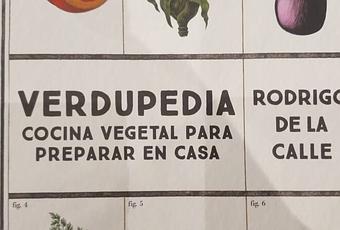 VERDUPEDIA
COCINA VEGETAL PARA
PREPARAR EN CASA
RODRIGO
DE LA
CALLE
fig. 4
fig. 5
fig. 6